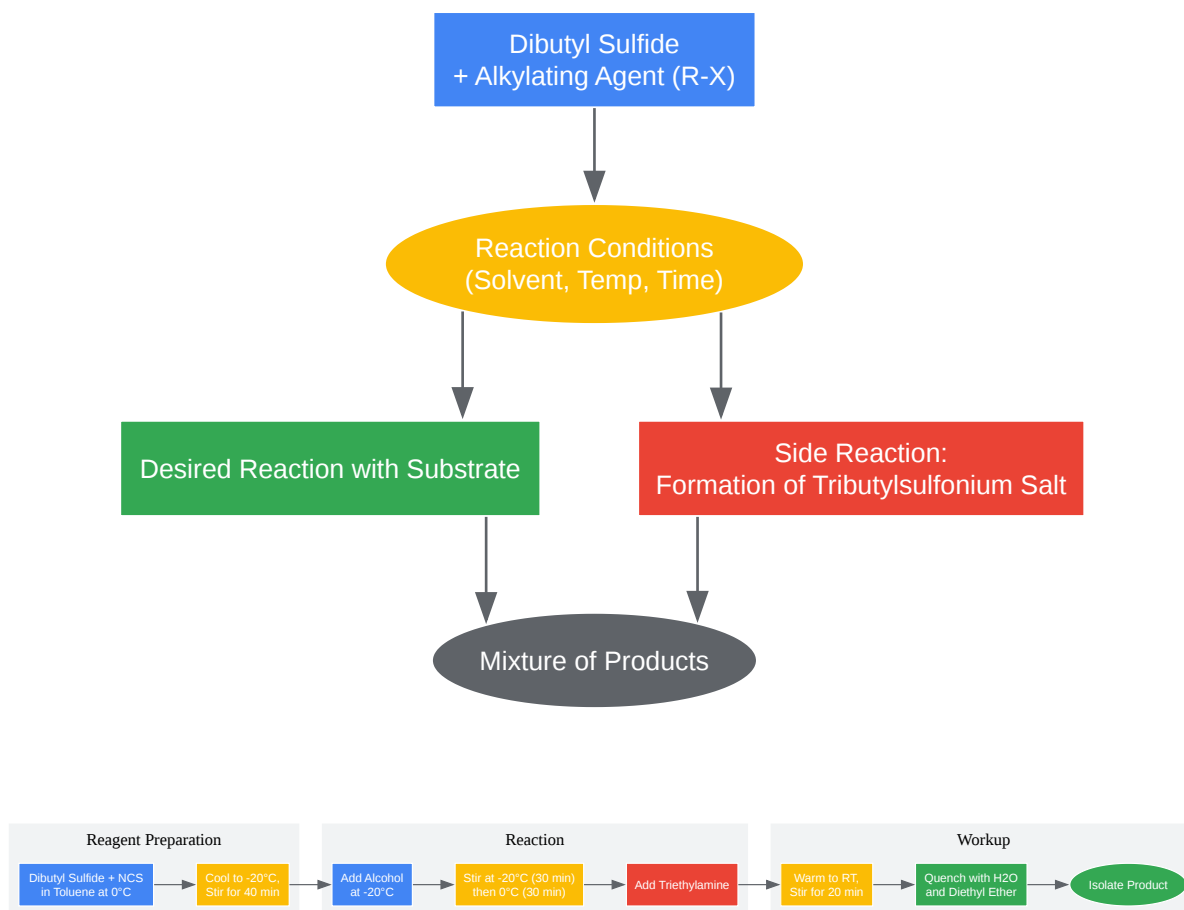 Dibutyl Sulfide
+ Alkylating Agent (R-X)
Reaction Conditions
(Solvent, Temp, Time)
Desired Reaction with Substrate
Side Reaction:
Formation of Tributylsulfonium Salt
Mixture of Products
Reagent Preparation
Dibutyl Sulfide + NCS
in Toluene at 0°C
Cool to -20°C,
Stir for 40 min
Reaction
Add Alcohol
at -20°C
Stir at -20°C (30 min)
then 0°C (30 min)
Add Triethylamine
Workup
Warm to RT,
Stir for 20 min
Quench with H2O
and Diethyl Ether
Isolate Product